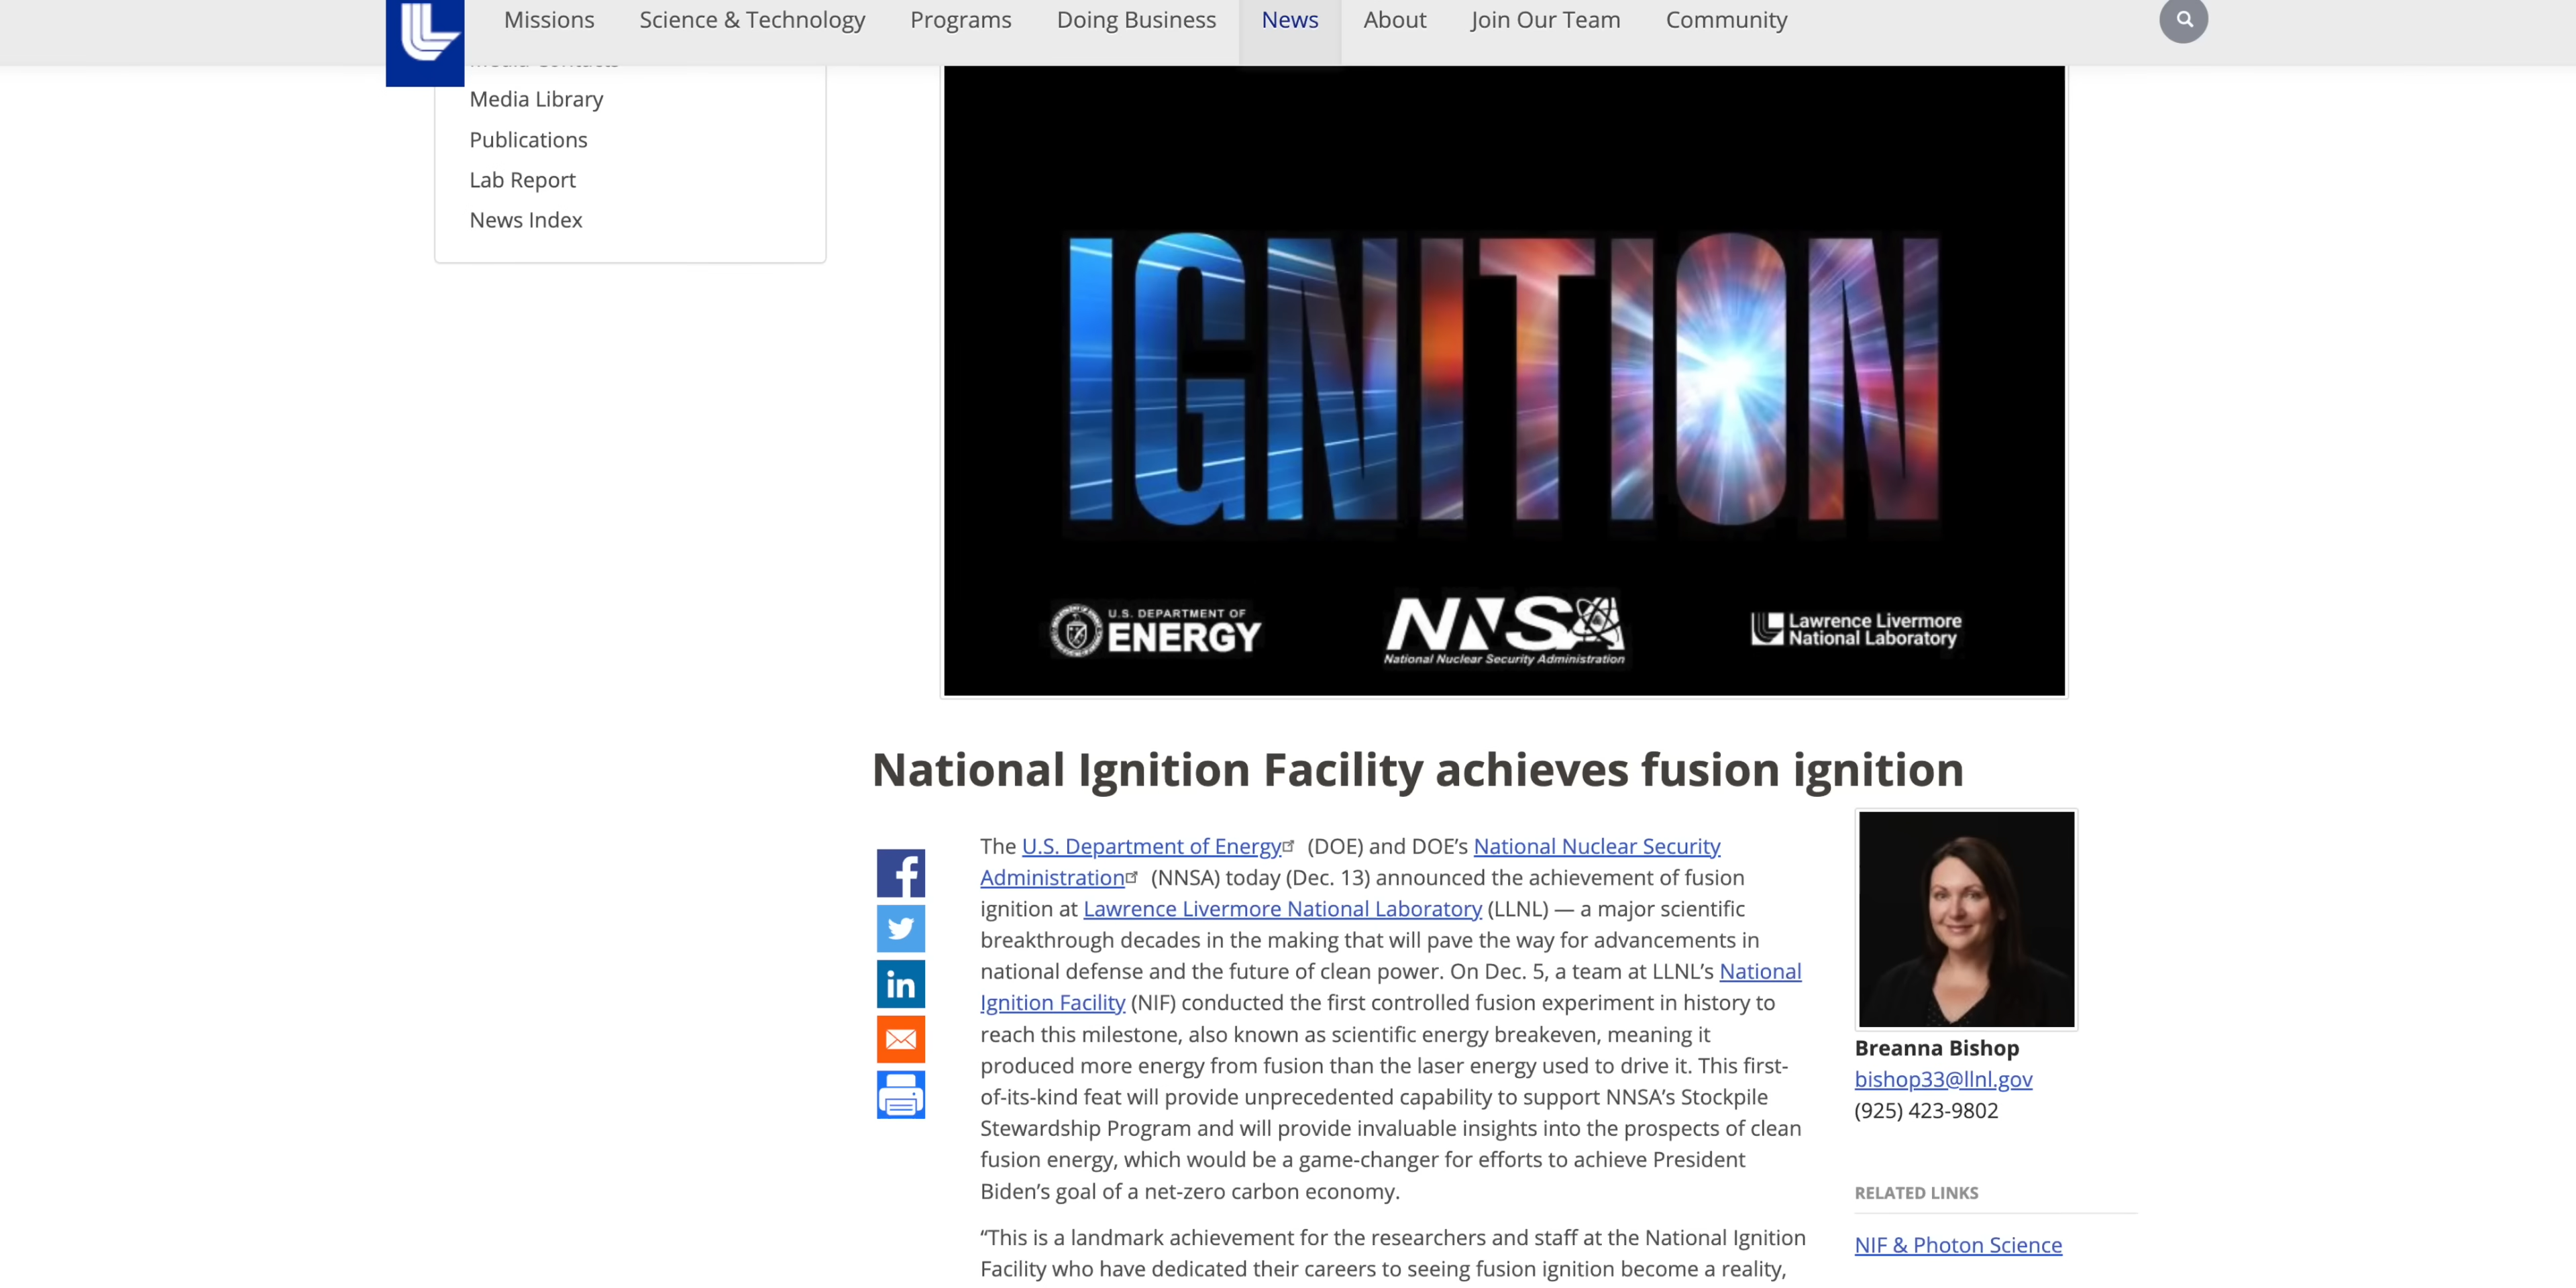 Missions
Science & Technology
Programs
Doing Business
News
About
Join Our Team
Community
Media Contacts
Media Library
Publications
Lab Report
News Index
IGNITION
U.S. DEPARTMENT OF
ENERGY
NNSA
National Nuclear Security Administration
Lawrence Livermore
National Laboratory
National Ignition Facility achieves fusion ignition
The U.S. Department of Energy (DOE) and DOE’s National Nuclear Security
Administration (NNSA) today (Dec. 13) announced the achievement of fusion
ignition at Lawrence Livermore National Laboratory (LLNL) — a major scientific
breakthrough decades in the making that will pave the way for advancements in
national defense and the future of clean power. On Dec. 5, a team at LLNL’s National
Ignition Facility (NIF) conducted the first controlled fusion experiment in history to
reach this milestone, also known as scientific energy breakeven, meaning it
produced more energy from fusion than the laser energy used to drive it. This first-
of-its-kind feat will provide unprecedented capability to support NNSA’s Stockpile
Stewardship Program and will provide invaluable insights into the prospects of clean
fusion energy, which would be a game-changer for efforts to achieve President
Biden’s goal of a net-zero carbon economy.
“This is a landmark achievement for the researchers and staff at the National Ignition
Facility who have dedicated their careers to seeing fusion ignition become a reality,
Breanna Bishop
bishop33@llnl.gov
(925) 423-9802
RELATED LINKS
NIF & Photon Science